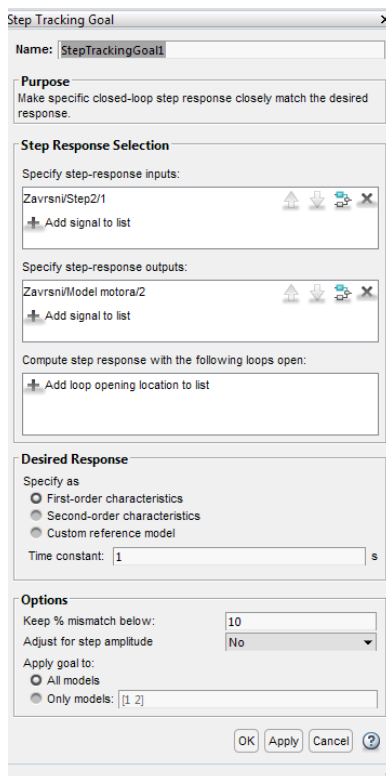 Step Tracking Goal
Name: StepTrackingGoal1
Purpose
Make specific closed-loop step response closely match the desired
response.
Step Response Selection
Specify step-response inputs:
Zavrsni/Step2/1
Add signal to list
Specify step-response outputs:
Zavrsni/Model motora/2
Add signal to list
Compute step response with the following loops open:
Add loop opening location to list
Desired Response
Specify as
First-order characteristics
Second-order characteristics
Custom reference model
Time constant: 1 s
Options
Keep % mismatch below: 10
Adjust for step amplitude No
Apply goal to:
All models
Only models: [1 2]
OK Apply Cancel ?